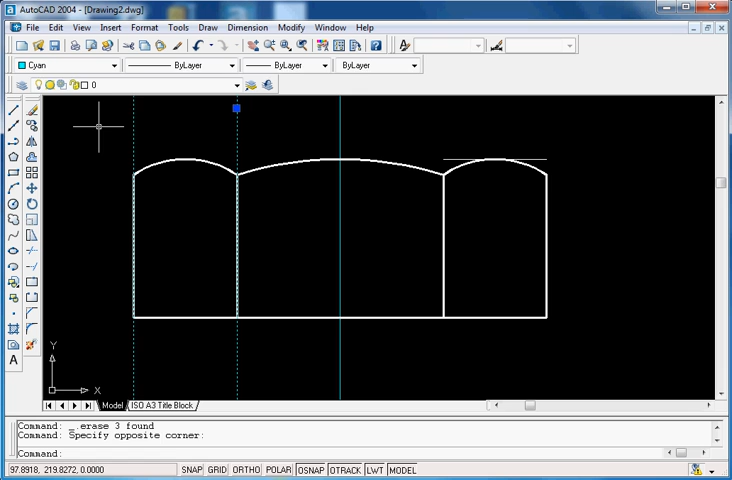 AutoCAD 2004 - [Drawing2.dwg]
File Edit View Insert Format Tools Draw Dimension Modify Window Help
Cyan ByLayer ByLayer ByLayer
0
A
Y
X
Model ISO A3 Title Block
Command: _.erase 3 found
Command: Specify opposite corner:
Command:
97.8918, 219.8272, 0.0000 SNAP GRID ORTHO POLAR OSNAP OTRACK LWT MODEL